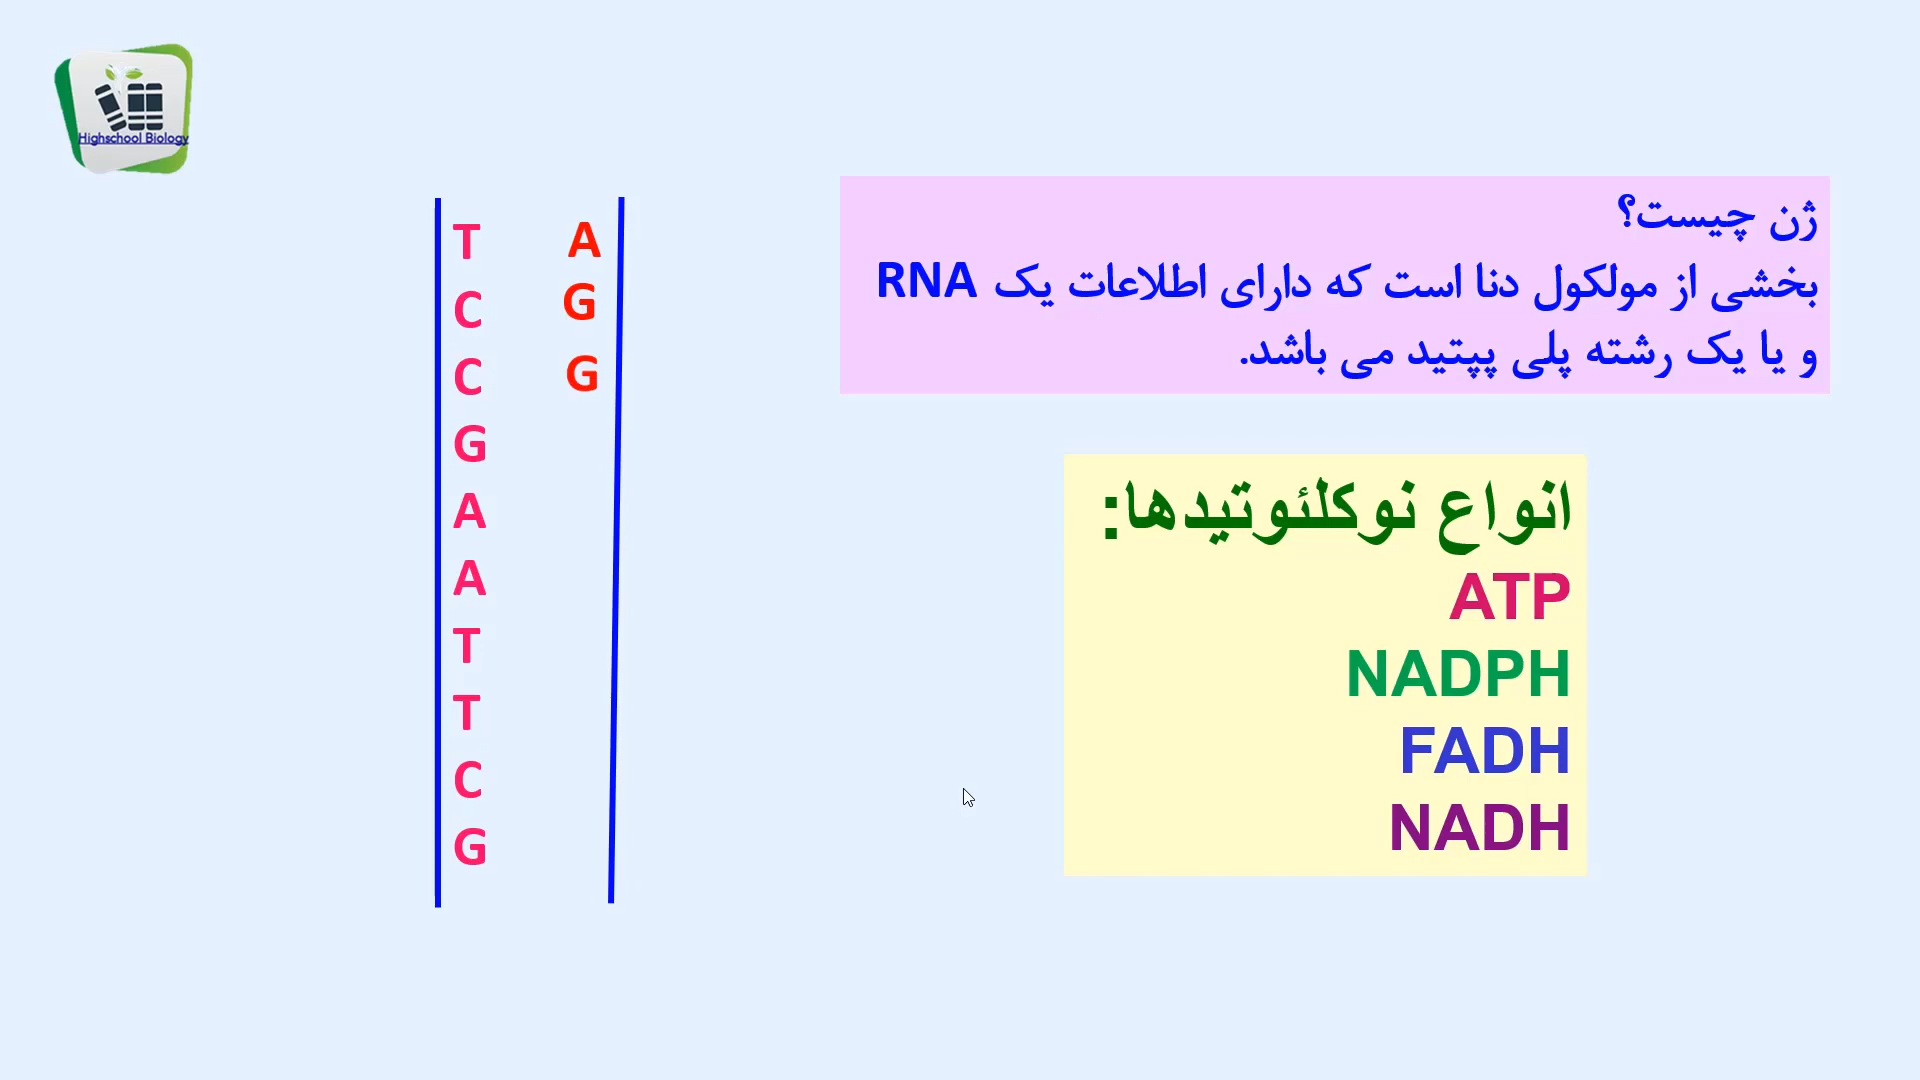 Highschool Biology
ژن چیست؟
بخشی از مولکول دنا است که دارای اطلاعات یک RNA
و یا یک رشته پلی پپتید می باشد.
انواع نوکلئوتیدها:
ATP
NADPH
FADH
NADH
T A
C G
C G
G
A
A
T
T
C
G